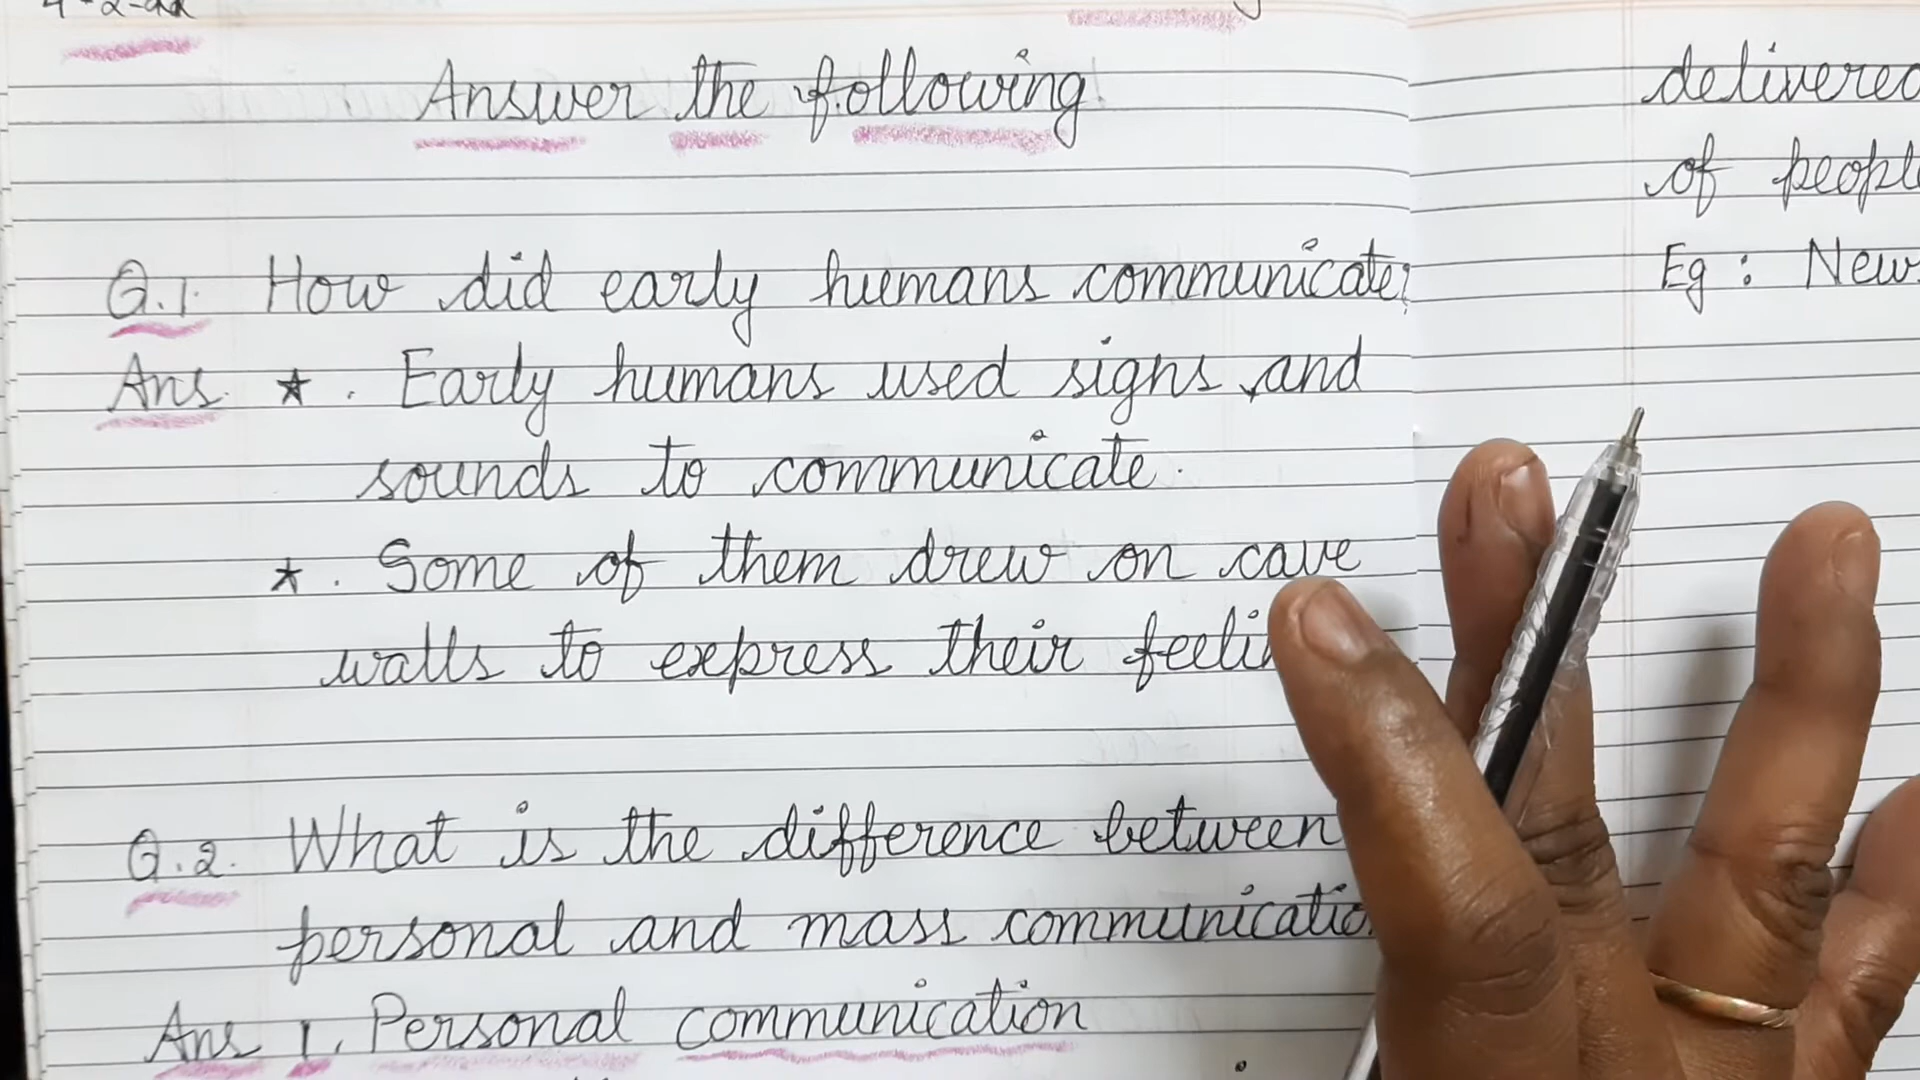 Answer the following
Q.1. How did early humans communicate?
Ans. ★. Early humans used signs and
sounds to communicate.
★. Some of them drew on cave
walls to express their
Q.2. What is the difference between
personal and mass
Ans 1. Personal communication
delivered
of
Eg :